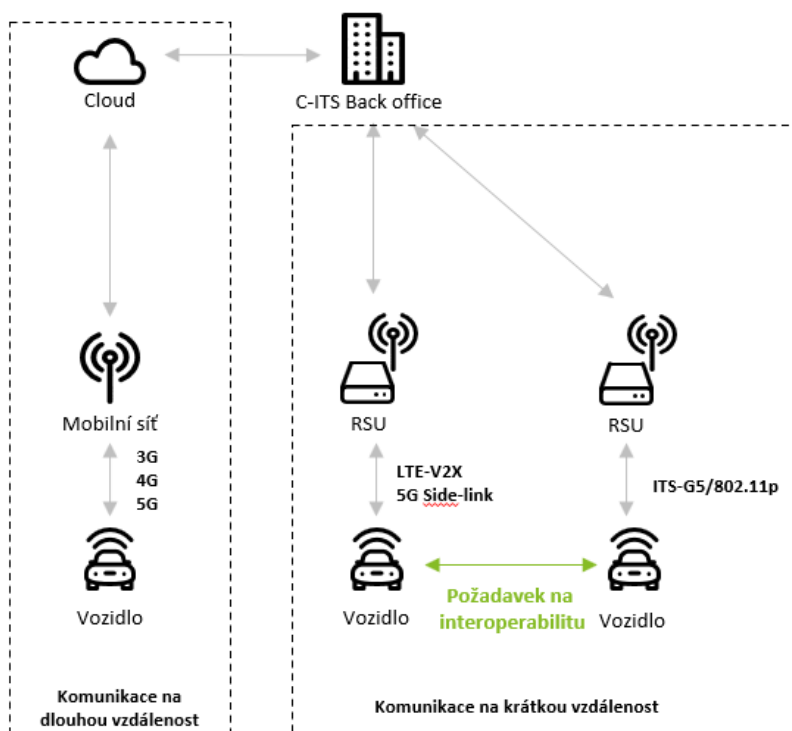 Cloud
C-ITS Back office
Mobilní síť
RSU
RSU
3G
4G
5G
LTE-V2X
5G Side-link
ITS-G5/802.11p
Vozidlo
Vozidlo
Vozidlo
Požadavek na
interoperabilitu
Komunikace na
dlouhou vzdálenost
Komunikace na krátkou vzdálenost